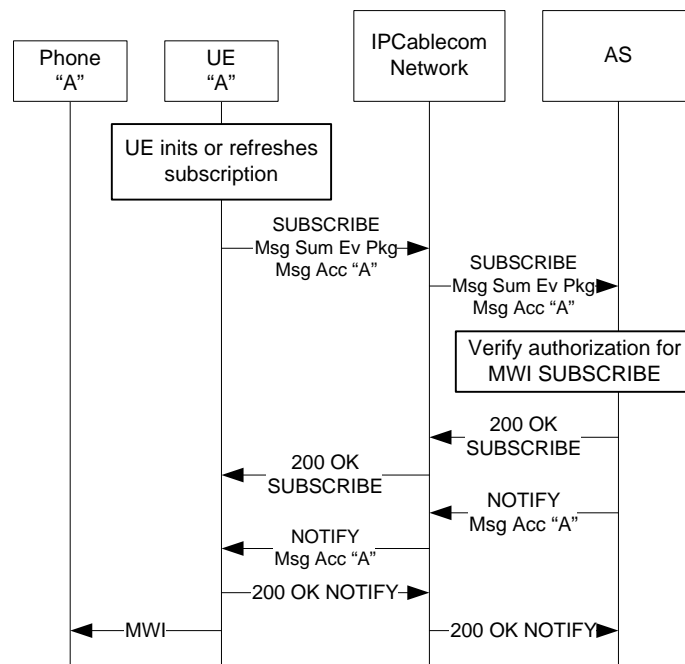 Phone
“A”
UE
“A”
IPCablecom
Network
AS
UE inits or refreshes
subscription
SUBSCRIBE
Msg Sum Ev Pkg
Msg Acc “A”
SUBSCRIBE
Msg Sum Ev Pkg
Msg Acc “A”
Verify authorization for
MWI SUBSCRIBE
200 OK
SUBSCRIBE
200 OK
SUBSCRIBE
NOTIFY
Msg Acc “A”
NOTIFY
Msg Acc “A”
200 OK NOTIFY
MWI
200 OK NOTIFY